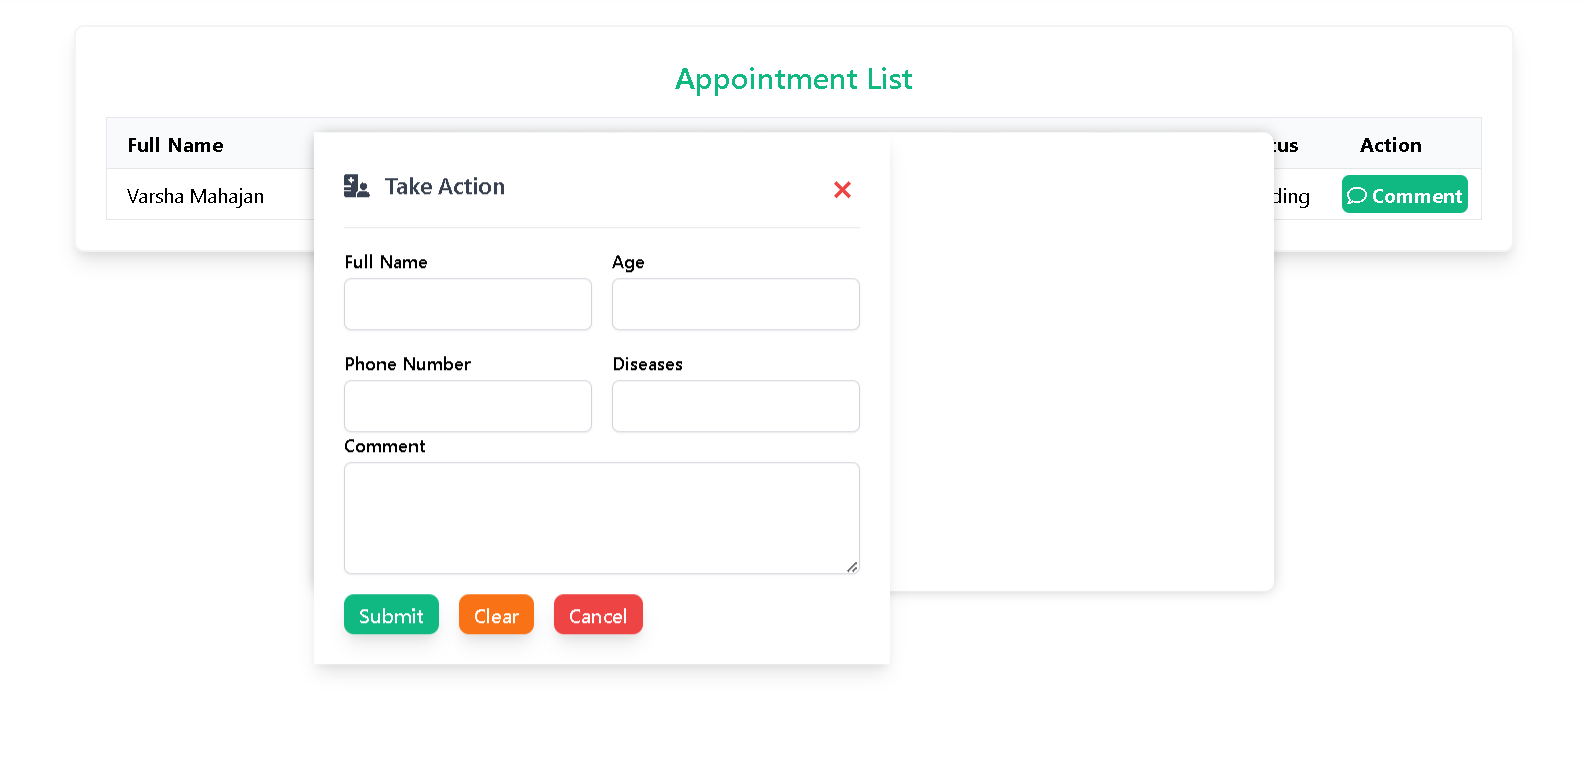 Appointment List
Full Name tus Action
Varsha Mahajan ding Comment
Take Action
Full Name Age
Phone Number Diseases
Comment
Submit Clear Cancel